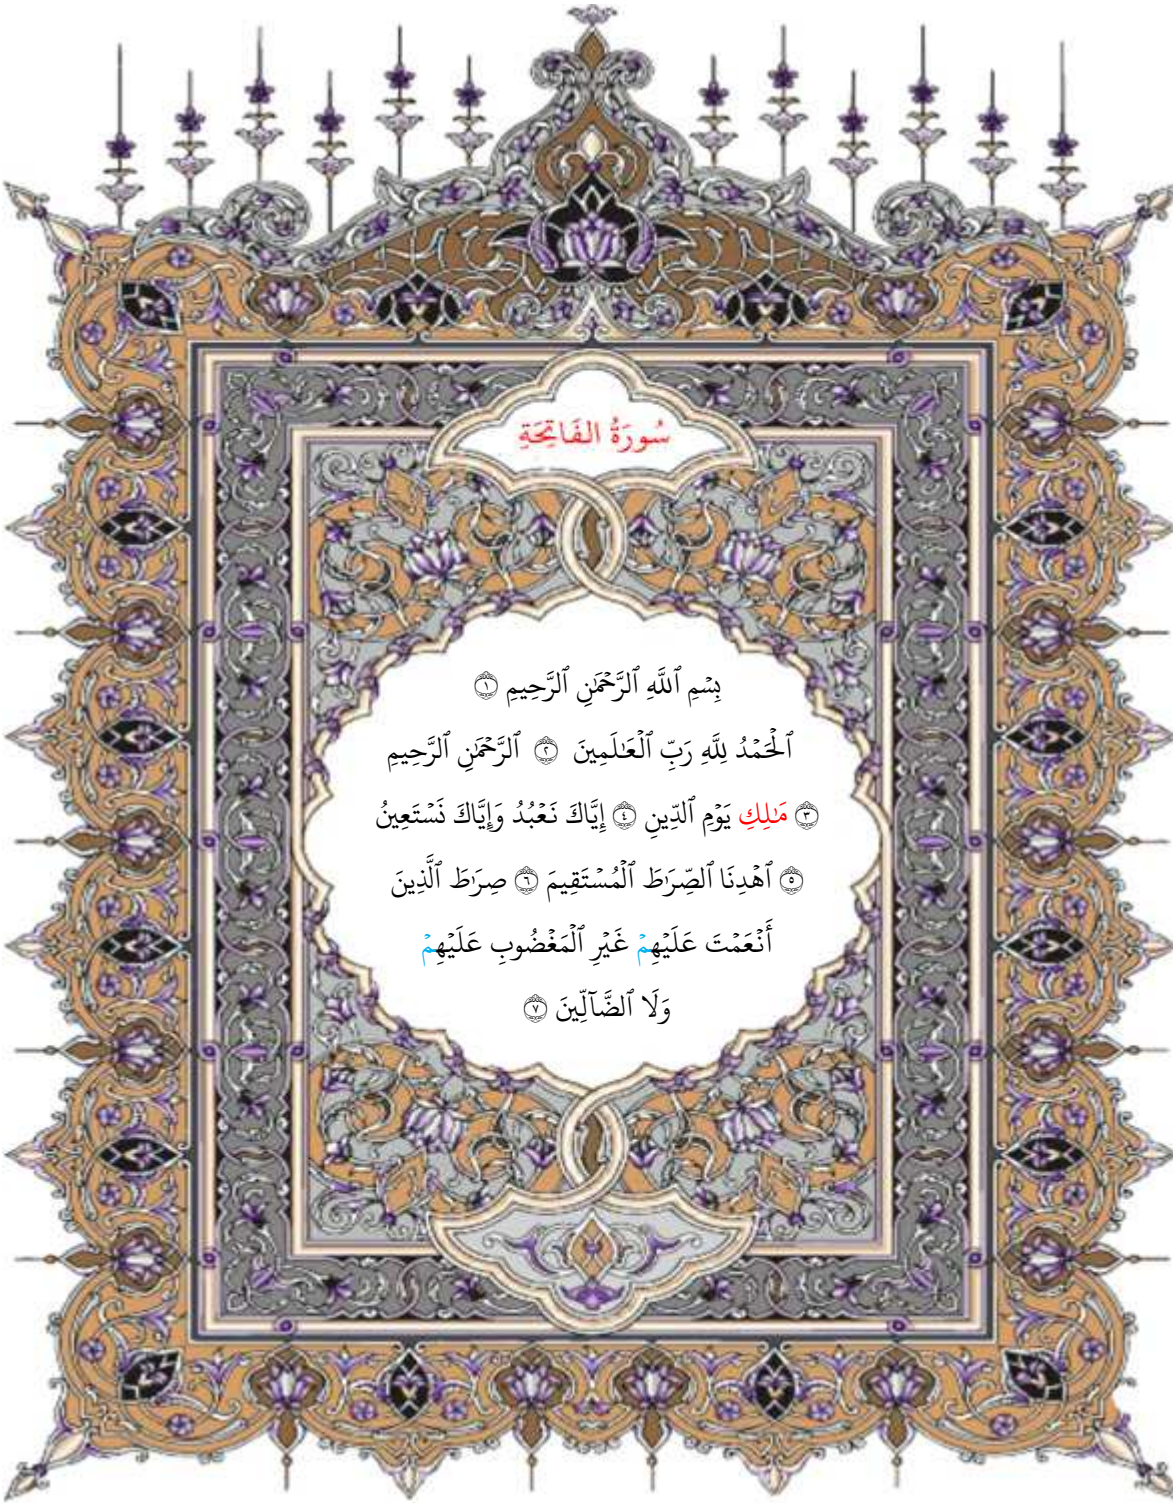 سُورَةُ الفَاتِحَةِ
بِسۡمِ ٱللَّهِ ٱلرَّحۡمَٰنِ ٱلرَّحِيمِ ۝١
ٱلۡحَمۡدُ لِلَّهِ رَبِّ ٱلۡعَٰلَمِينَ ۝٢ ٱلرَّحۡمَٰنِ ٱلرَّحِيمِ
۝٣ مَٰلِكِ يَوۡمِ ٱلدِّينِ ۝٤ إِيَّاكَ نَعۡبُدُ وَإِيَّاكَ نَسۡتَعِينُ
۝٥ ٱهۡدِنَا ٱلصِّرَٰطَ ٱلۡمُسۡتَقِيمَ ۝٦ صِرَٰطَ ٱلَّذِينَ
أَنۡعَمۡتَ عَلَيۡهِمۡ غَيۡرِ ٱلۡمَغۡضُوبِ عَلَيۡهِمۡ
وَلَا ٱلضَّآلِّينَ ۝٧